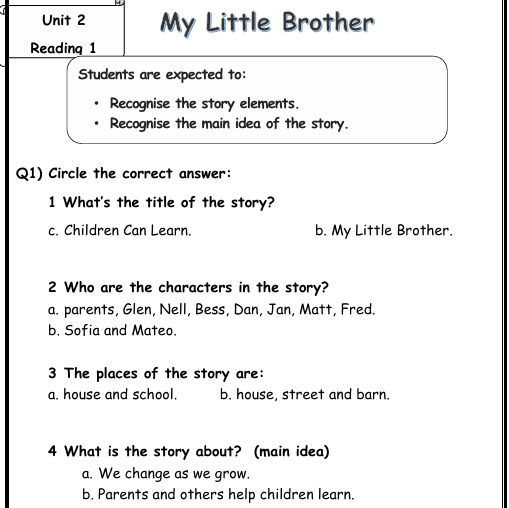 Unit 2
Reading 1
My Little Brother
Students are expected to:
• Recognise the story elements.
• Recognise the main idea of the story.
Q1) Circle the correct answer:
1 What's the title of the story?
c. Children Can Learn. b. My Little Brother.
2 Who are the characters in the story?
a. parents, Glen, Nell, Bess, Dan, Jan, Matt, Fred.
b. Sofia and Mateo.
3 The places of the story are:
a. house and school. b. house, street and barn.
4 What is the story about? (main idea)
a. We change as we grow.
b. Parents and others help children learn.